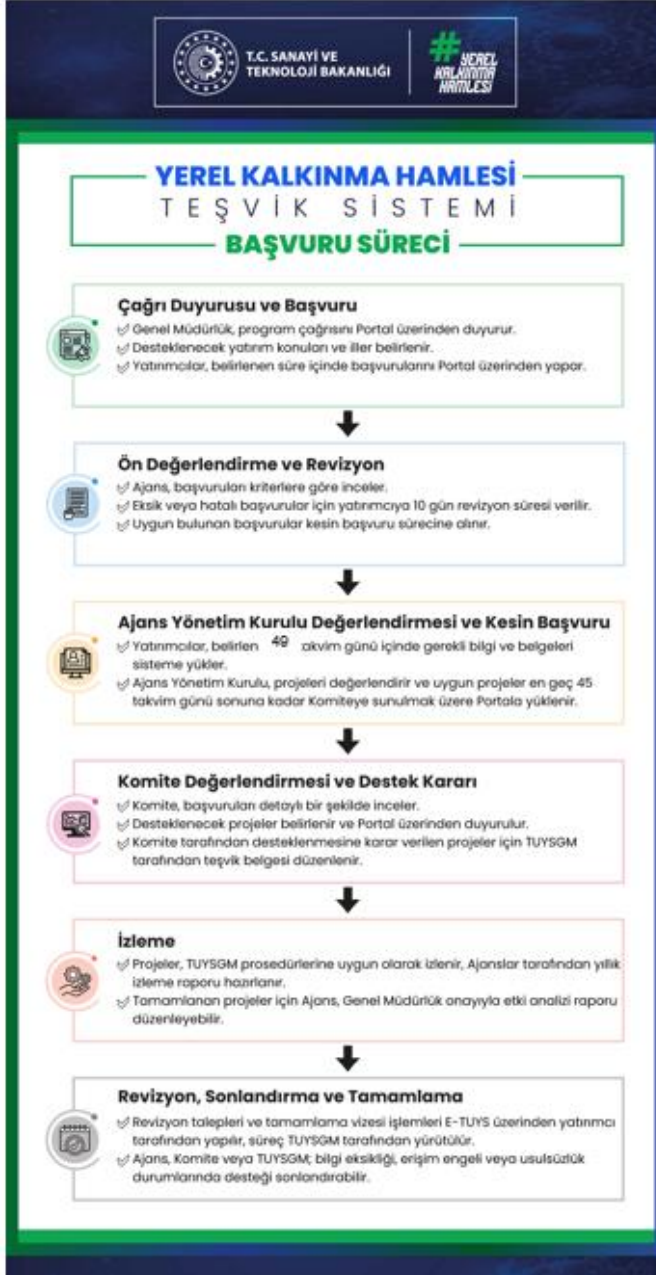 T.C. SANAYİ VE
TEKNOLOJİ BAKANLIĞI
# YEREL
KALKINMA
HAMLESİ
YEREL KALKINMA HAMLESİ
TEŞVİK SİSTEMİ
BAŞVURU SÜRECİ
Çağrı Duyurusu ve Başvuru
Genel Müdürlük, program çağrısını Portal üzerinden duyurur.
Desteklenecek yatırım konuları ve iller belirlenir.
Yatırımcılar, belirlenen süre içinde başvurularını Portal üzerinden yapar.
Ön Değerlendirme ve Revizyon
Ajans, başvuruları kriterlere göre inceler.
Eksik veya hatalı başvurular için yatırımcıya 10 gün revizyon süresi verilir.
Uygun bulunan başvurular kesin başvuru sürecine alınır.
Ajans Yönetim Kurulu Değerlendirmesi ve Kesin Başvuru
Yatırımcılar, belirlen 49 takvim günü içinde gerekli bilgi ve belgeleri
sisteme yükler.
Ajans Yönetim Kurulu, projeleri değerlendirir ve uygun projeler en geç 45
takvim günü sonuna kadar Komiteye sunulmak üzere Portala yüklenir.
Komite Değerlendirmesi ve Destek Kararı
Komite, başvuruları detaylı bir şekilde inceler.
Desteklenecek projeler belirlenir ve Portal üzerinden duyurulur.
Komite tarafından desteklenmesine karar verilen projeler için TUYSGM
tarafından teşvik belgesi düzenlenir.
İzleme
Projeler, TUYSGM prosedürlerine uygun olarak izlenir, Ajanslar tarafından yıllık
izleme raporu hazırlanır.
Tamamlanan projeler için Ajans, Genel Müdürlük onayıyla etki analizi raporu
düzenleyebilir.
Revizyon, Sonlandırma ve Tamamlama
Revizyon talepleri ve tamamlama vizesi işlemleri E-TUYS üzerinden yatırımcı
tarafından yapılır, süreç TUYSGM tarafından yürütülür.
Ajans, Komite veya TUYSGM; bilgi eksikliği, erişim engeli veya usulsüzlük
durumlarında desteği sonlandırabilir.